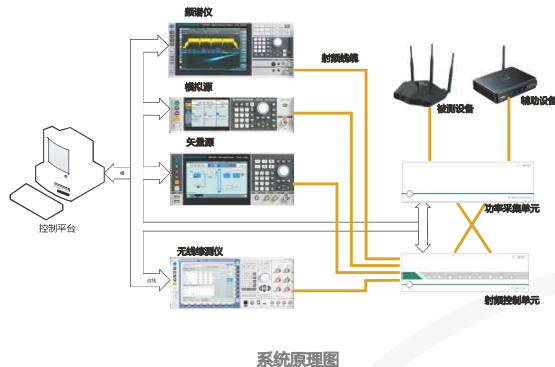 频谱仪
射频线缆
模拟源
被测设备
辅助设备
矢量源
控制平台
功率采集单元
无线综测仪
射频控制单元
系统原理图